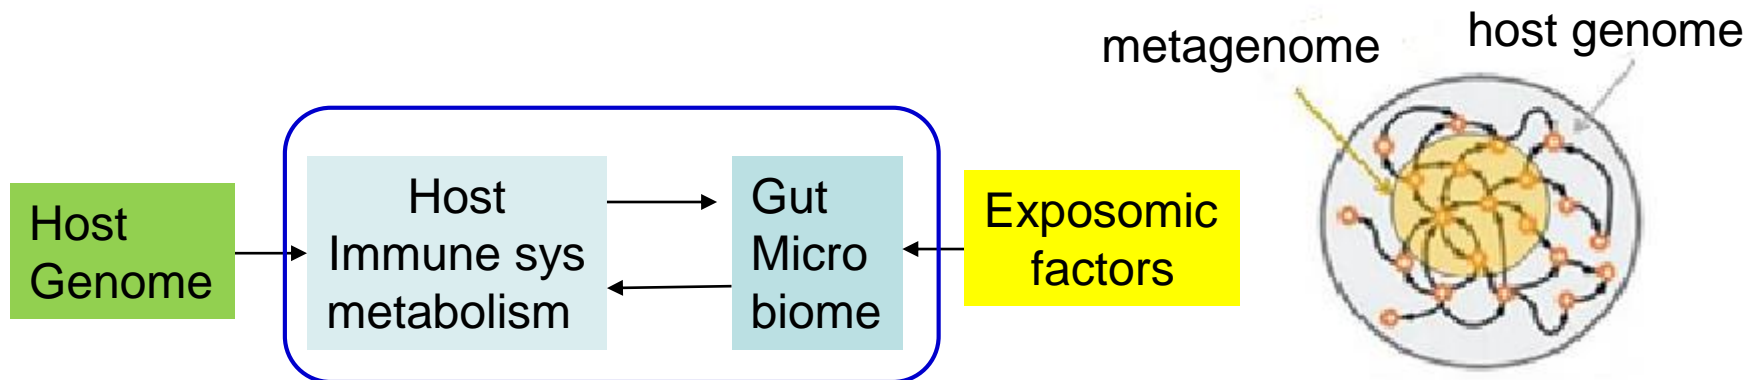 metagenome
host genome
Host
Genome
Host
Immune sys
metabolism
Gut
Micro
biome
Exposomic
factors